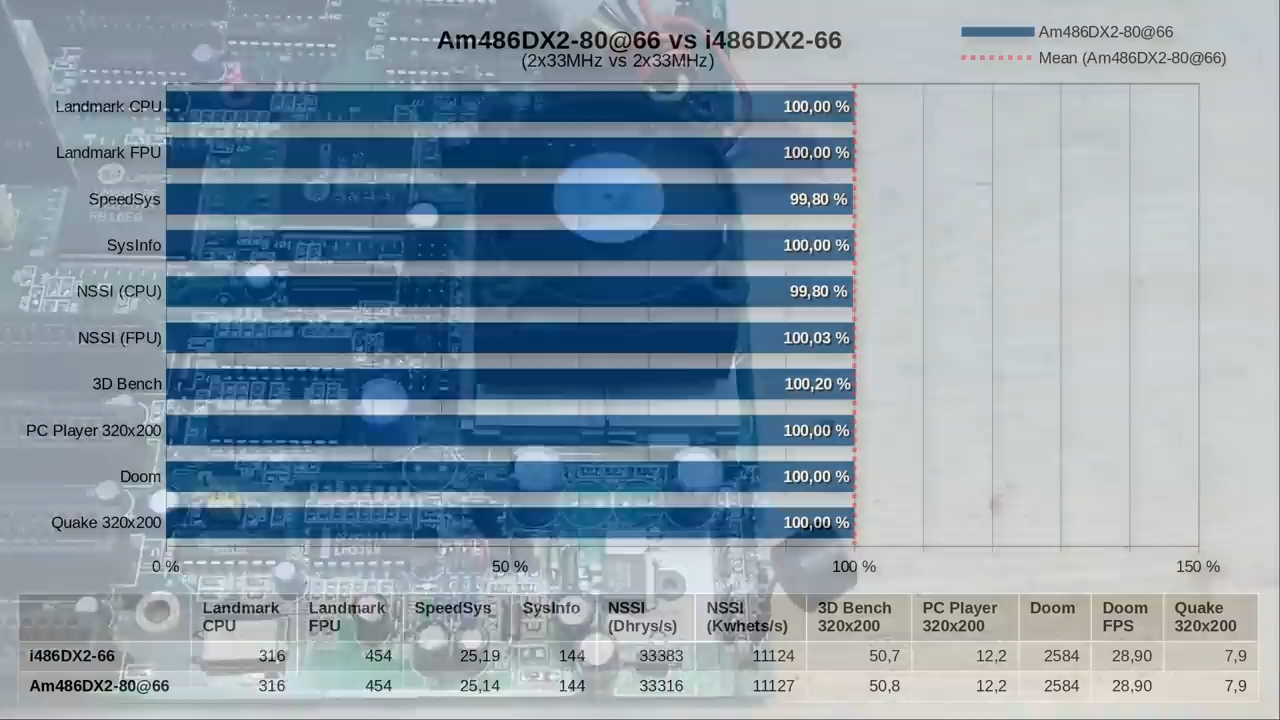 Am486DX2-80@66 vs i486DX2-66
(2x33MHz vs 2x33MHz)
Am486DX2-80@66
Mean (Am486DX2-80@66)
Landmark CPU 100,00 %
Landmark FPU 100,00 %
SpeedSys 99,80 %
SysInfo 100,00 %
NSSI (CPU) 99,80 %
NSSI (FPU) 100,03 %
3D Bench 100,20 %
PC Player 320x200 100,00 %
Doom 100,00 %
Quake 320x200 100,00 %
0 % 50 % 100 % 150 %
Landmark CPU Landmark FPU SpeedSys SysInfo NSSI (Dhrys/s) NSSI (Kwhets/s) 3D Bench 320x200 PC Player 320x200 Doom Doom FPS Quake 320x200
i486DX2-66 316 454 25,19 144 33383 11124 50,7 12,2 2584 28,90 7,9
Am486DX2-80@66 316 454 25,14 144 33316 11127 50,8 12,2 2584 28,90 7,9